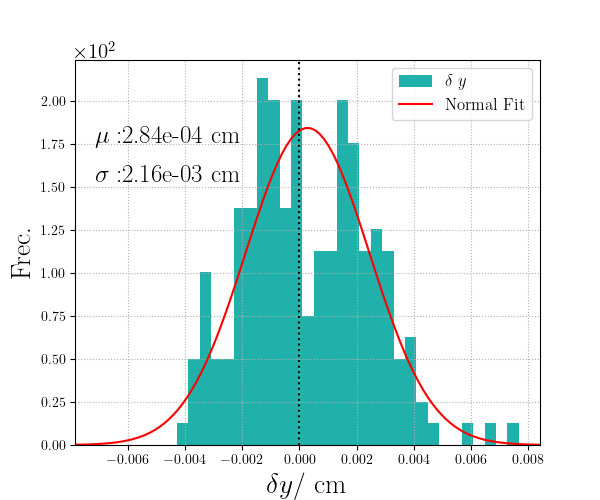 ×10²
δ y
Normal Fit
μ :2.84e-04 cm
σ :2.16e-03 cm
Frec.
2.00
1.75
1.50
1.25
1.00
0.75
0.50
0.25
0.00
−0.006 −0.004 −0.002 0.000 0.002 0.004 0.006 0.008
δy/ cm